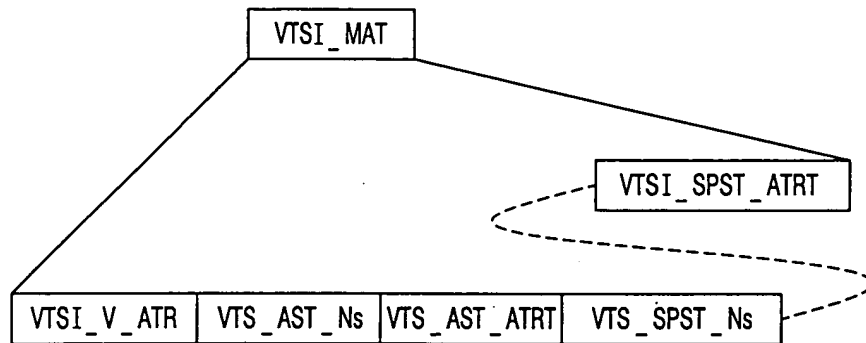 VTSI_MAT
VTSI_SPST_ATRT
VTSI_V_ATR VTS_AST_Ns VTS_AST_ATRT VTS_SPST_Ns